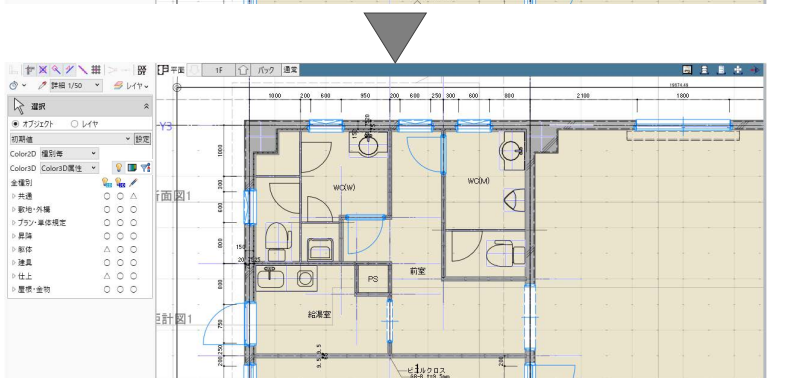 平面 1F バック 通常
詳細 1/50 レイヤ
選択
オブジェクト レイヤ
初期値 設定
Color2D 種別毎
Color3D Color3D属性
全種別
共通
敷地・外構
プラン・単体規定
昇降
躯体
建具
仕上
屋根・金物
16574.49
1000 200 600 950 200 600 250 300 600 800 2100 1800
Y3
WC(W)
WC(M)
面図1
前室
PS
給湯室
計図1
ビニルクロス